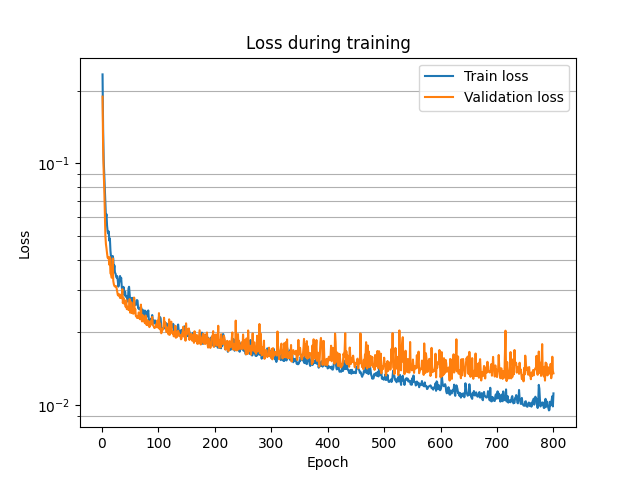 Loss during training
Train loss
Validation loss
10⁻¹
10⁻²
Loss
0 100 200 300 400 500 600 700 800
Epoch